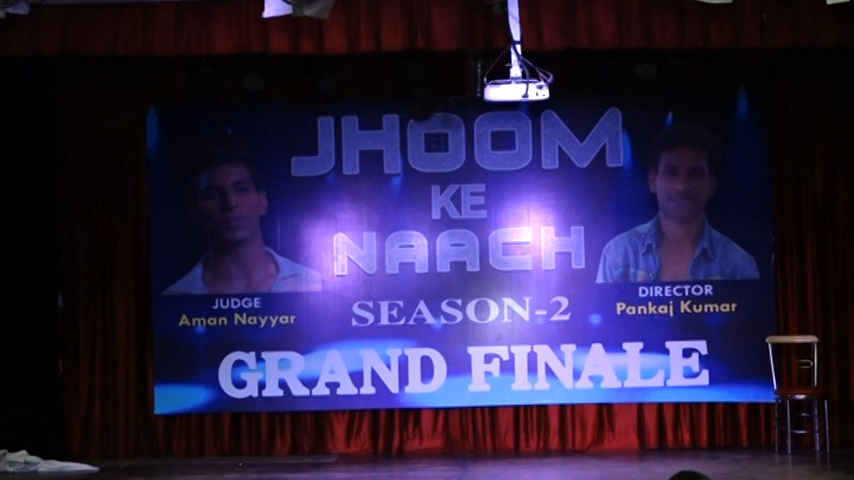 JHOOM
KE
NAACH
JUDGE
Aman Nayyar
DIRECTOR
Pankaj Kumar
SEASON-2
GRAND FINALE